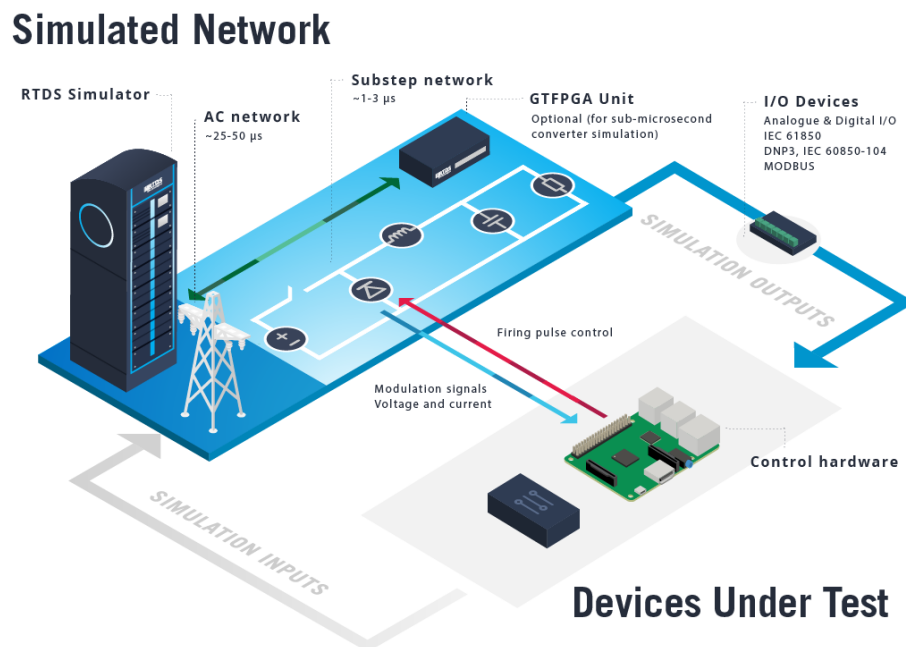 Simulated Network
RTDS Simulator
AC network
~25-50 µs
Substep network
~1-3 µs
GTFPGA Unit
Optional (for sub-microsecond
converter simulation)
I/O Devices
Analogue & Digital I/O
IEC 61850
DNP3, IEC 60850-104
MODBUS
RTDS
SIMULATION OUTPUTS
Firing pulse control
Modulation signals
Voltage and current
Control hardware
SIMULATION INPUTS
Devices Under Test